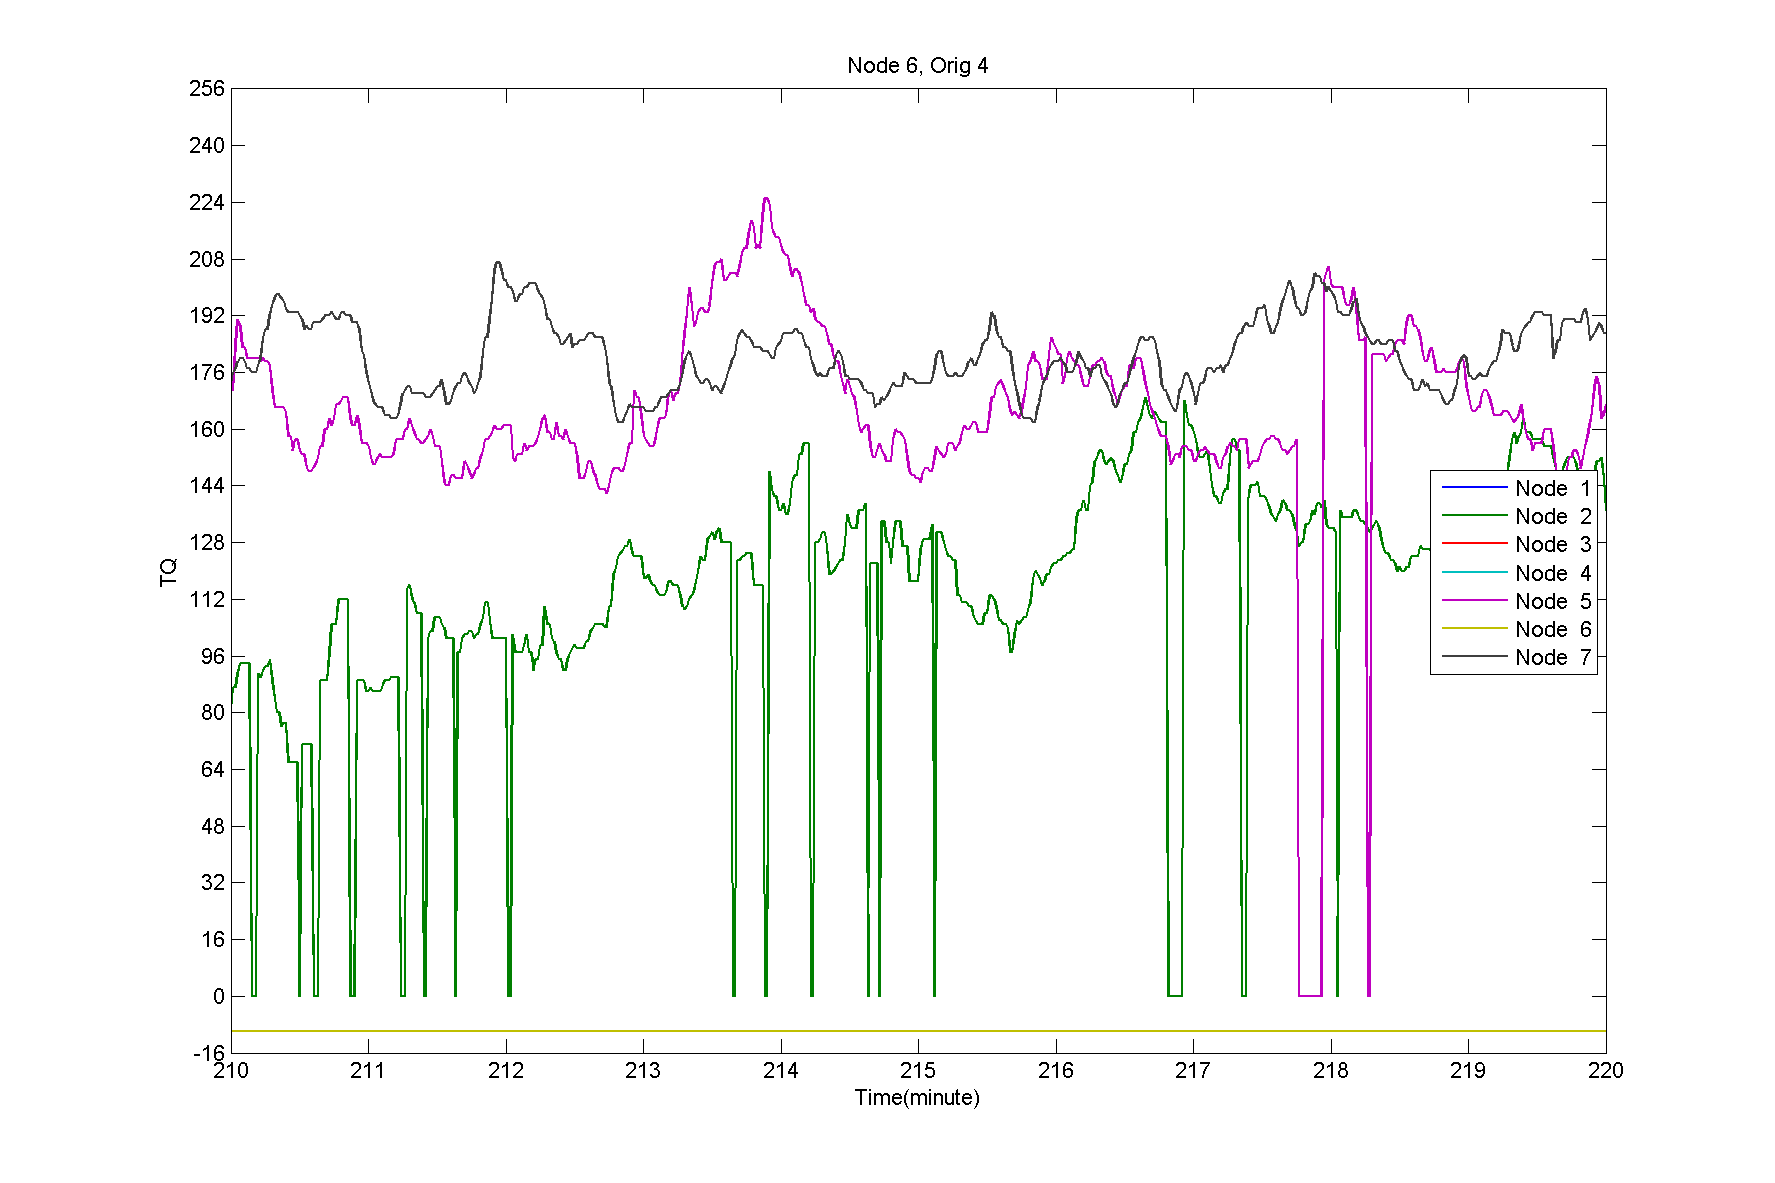 Node 6, Orig 4
256
240
224
208
192
176
160
144
128
112
96
80
64
48
32
16
0
-16
TQ
Node 1
Node 2
Node 3
Node 4
Node 5
Node 6
Node 7
210 211 212 213 214 215 216 217 218 219 220
Time(minute)